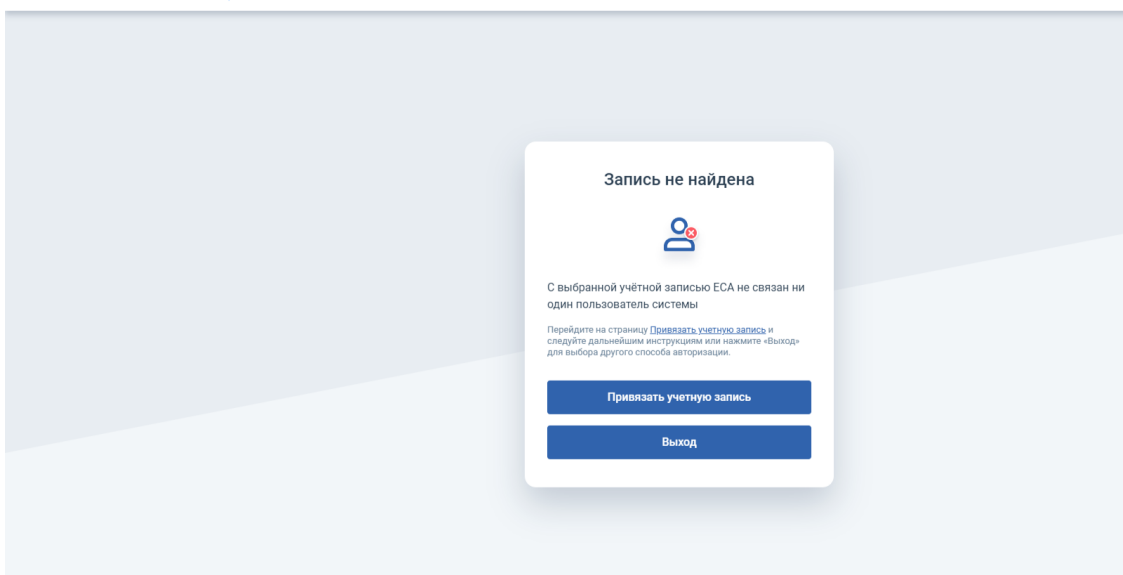 Запись не найдена
С выбранной учётной записью ЕСА не связан ни
один пользователь системы
Перейдите на страницу Привязать учетную запись и
следуйте дальнейшим инструкциям или нажмите «Выход»
для выбора другого способа авторизации.
Привязать учетную запись
Выход